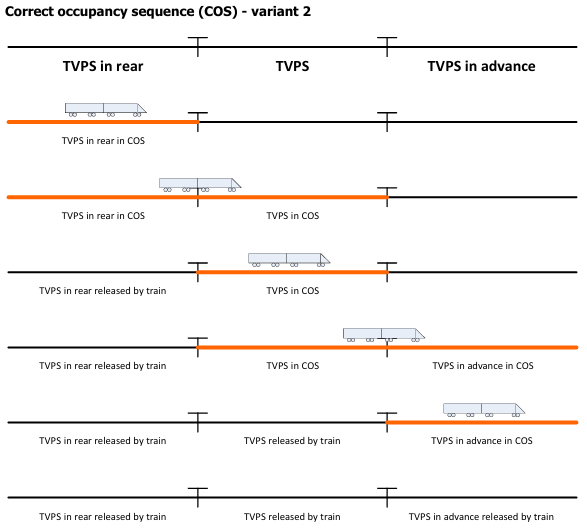 Correct occupancy sequence (COS) - variant 2
TVPS in rear TVPS TVPS in advance
TVPS in rear in COS
TVPS in rear in COS TVPS in COS
TVPS in rear released by train TVPS in COS
TVPS in rear released by train TVPS in COS TVPS in advance in COS
TVPS in rear released by train TVPS released by train TVPS in advance in COS
TVPS in rear released by train TVPS released by train TVPS in advance released by train